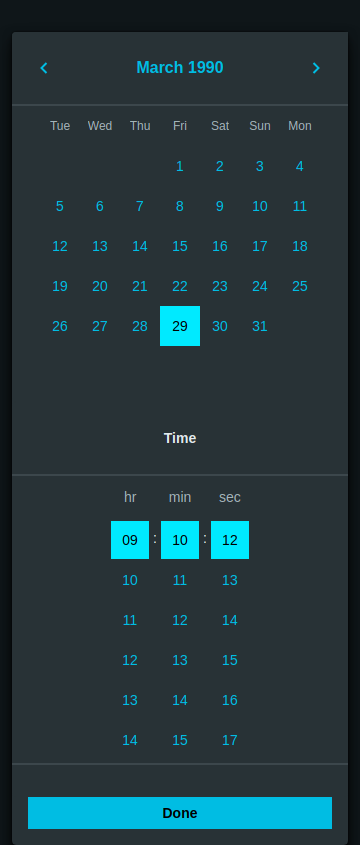 March 1990
Tue Wed Thu Fri Sat Sun Mon
1 2 3 4
5 6 7 8 9 10 11
12 13 14 15 16 17 18
19 20 21 22 23 24 25
26 27 28 29 30 31
Time
hr min sec
09 : 10 : 12
10 11 13
11 12 14
12 13 15
13 14 16
14 15 17
Done